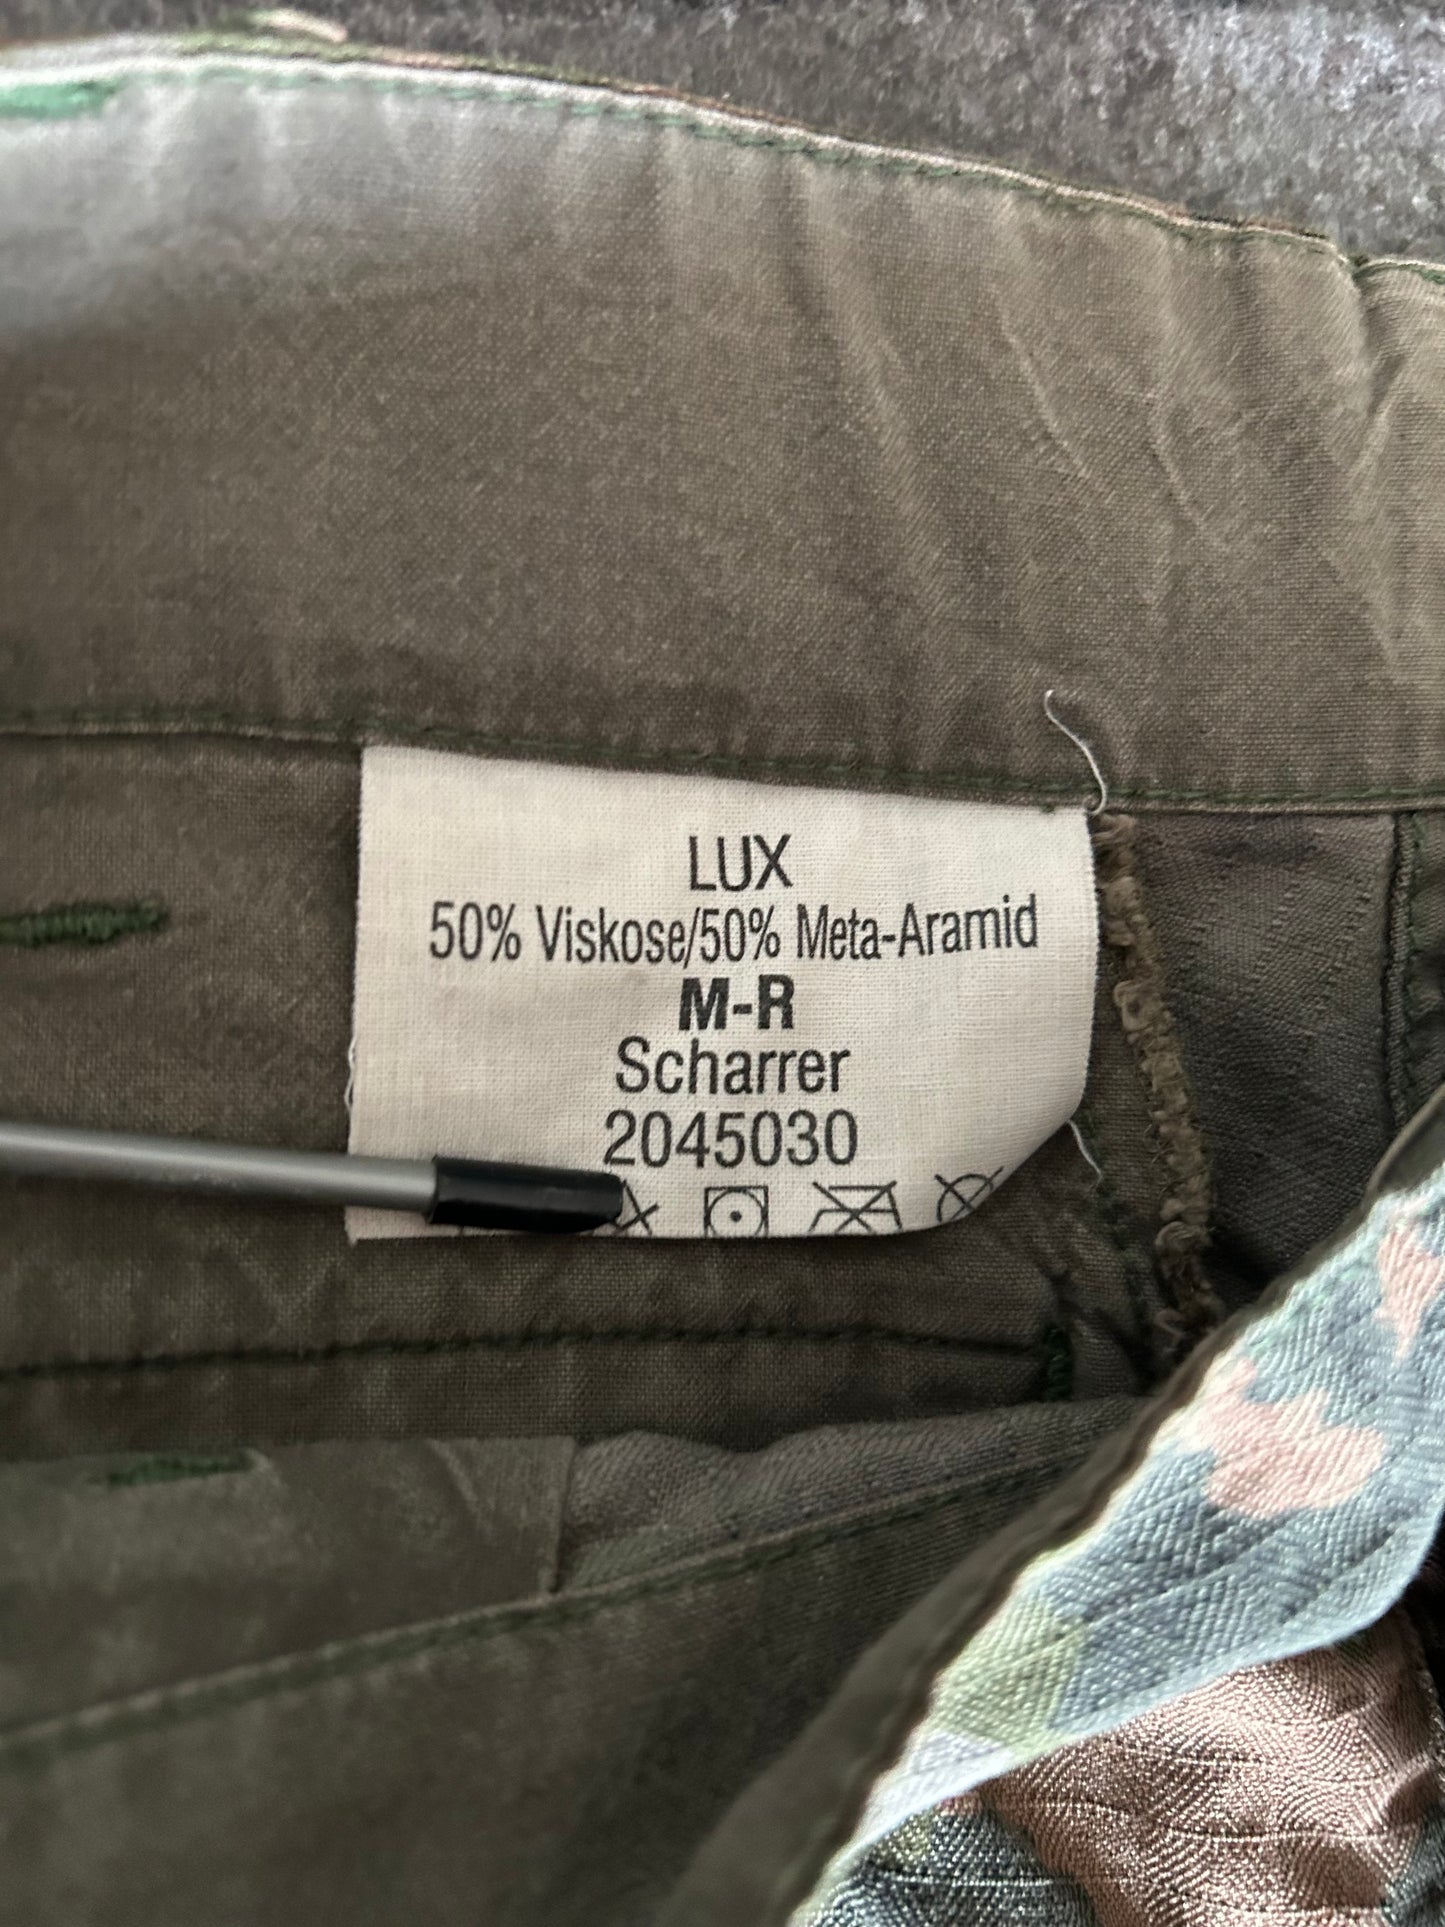 LUX
50% Viskose/50% Meta-Aramid
M-R
Scharrer
2045030